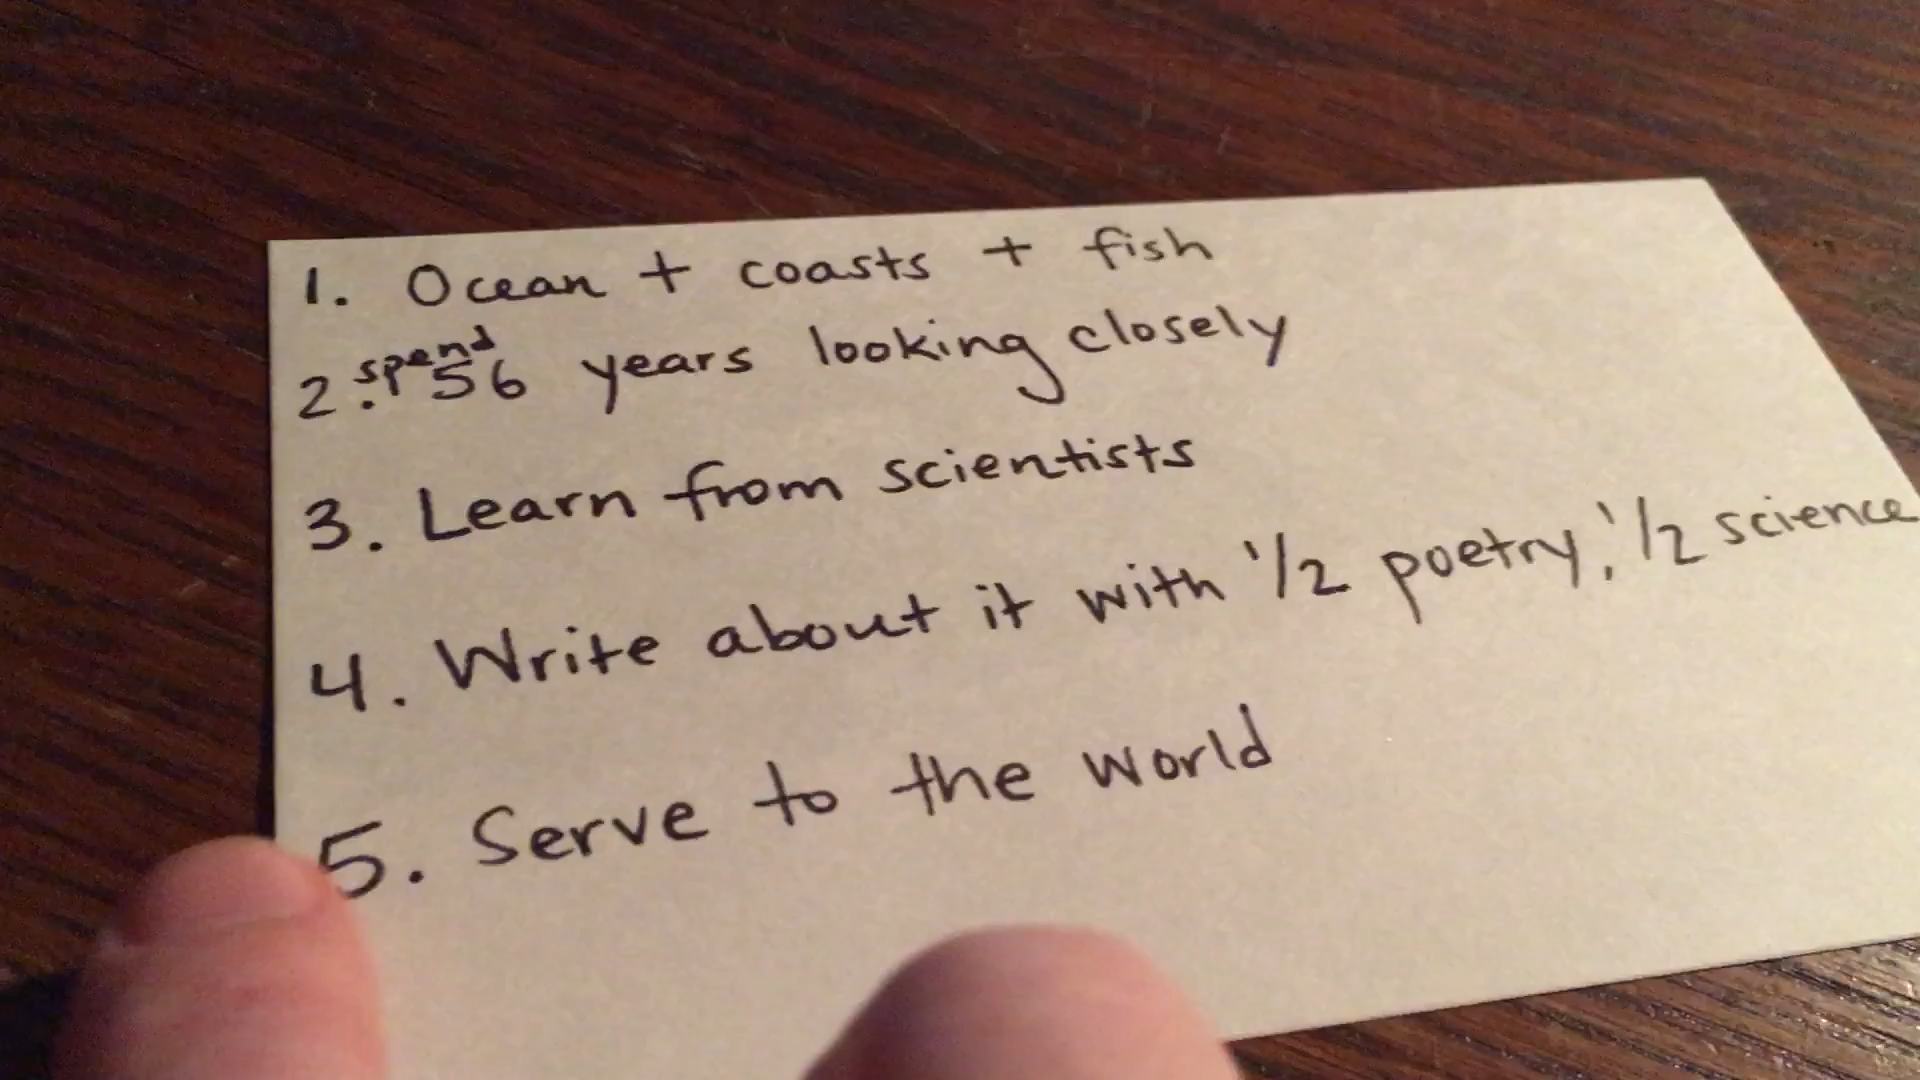 1. Ocean + coasts + fish
2. spend 56 years looking closely
3. Learn from scientists
4. Write about it with 1/2 poetry, 1/2 science
5. Serve to the world